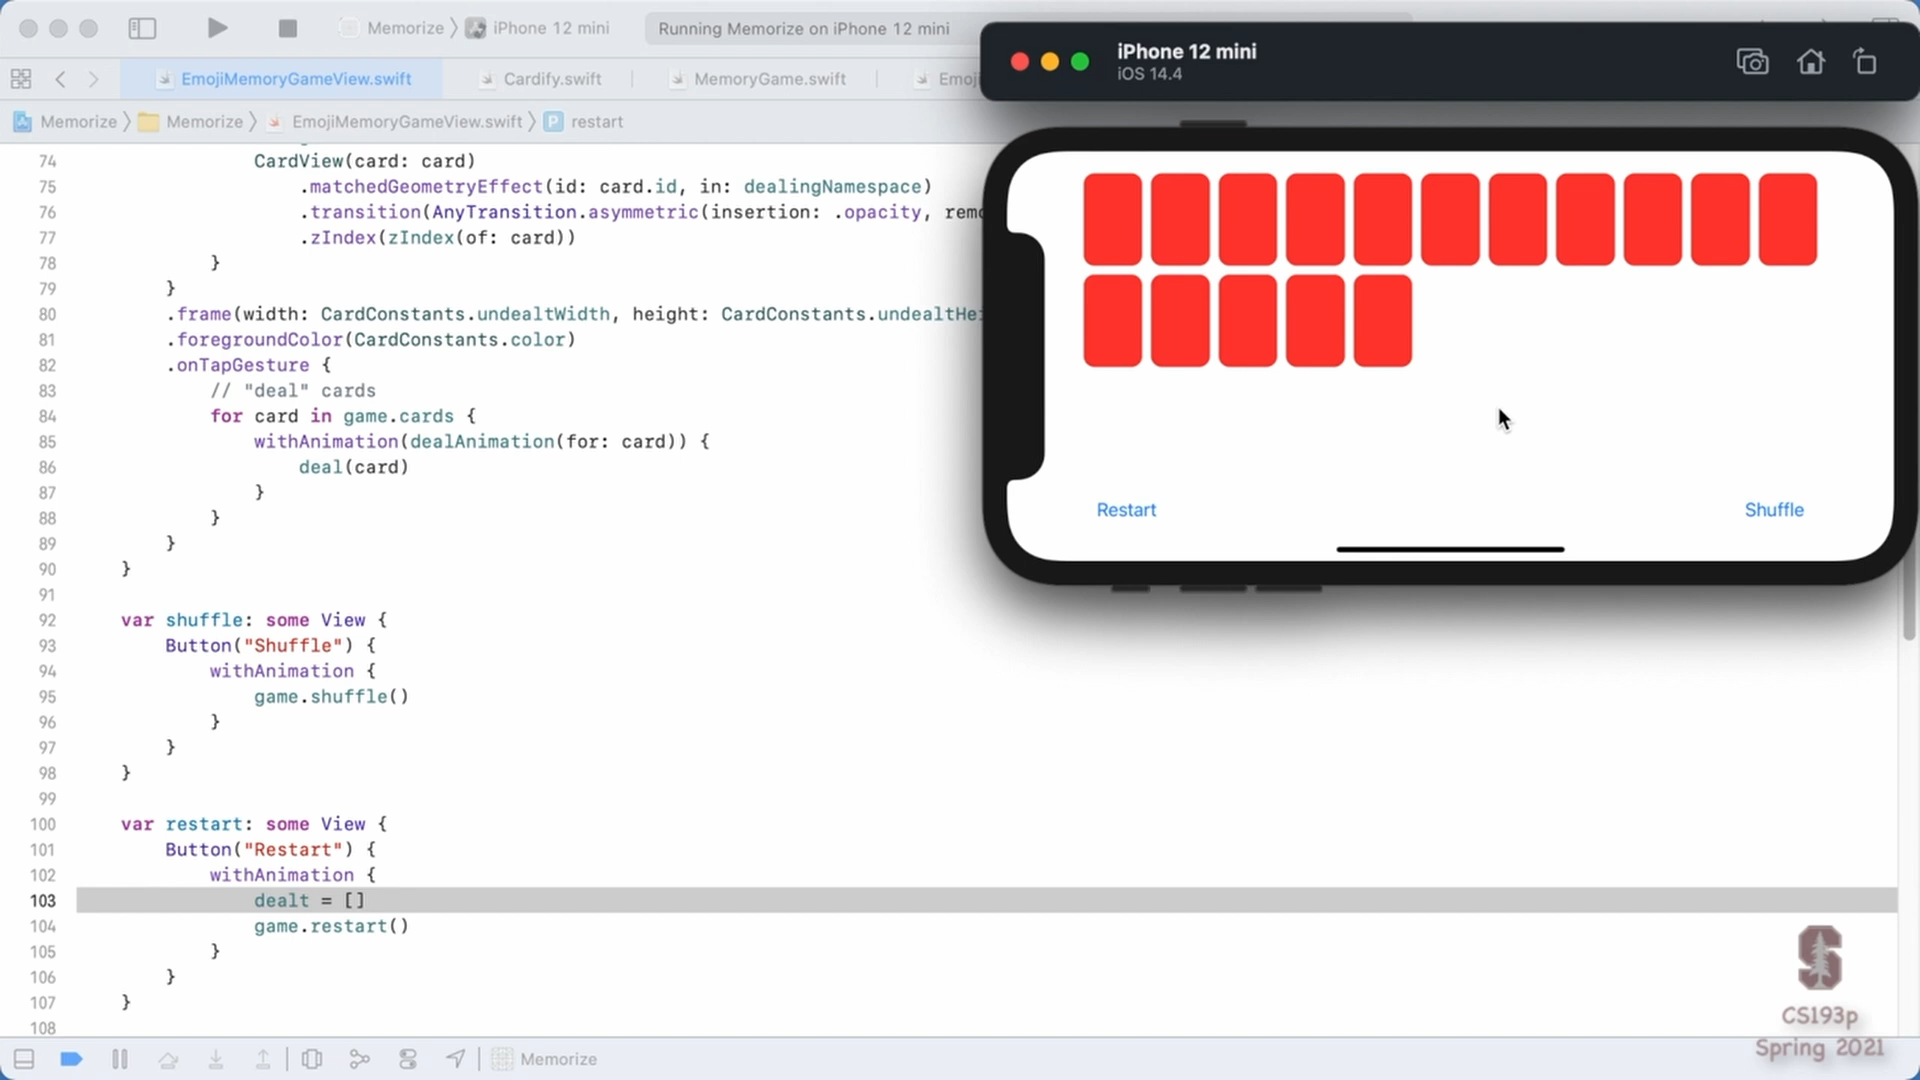 Memorize 〉 iPhone 12 mini
Running Memorize on iPhone 12 mini
EmojiMemoryGameView.swift
Cardify.swift
MemoryGame.swift
Memorize 〉 Memorize 〉 EmojiMemoryGameView.swift 〉 P restart
iPhone 12 mini
iOS 14.4
74 CardView(card: card)
75 .matchedGeometryEffect(id: card.id, in: dealingNamespace)
76 .transition(AnyTransition.asymmetric(insertion: .opacity,
77 .zIndex(zIndex(of: card))
78 }
79 }
80 .frame(width: CardConstants.undealtWidth, height:
81 .foregroundColor(CardConstants.color)
82 .onTapGesture {
83 // "deal" cards
84 for card in game.cards {
85 withAnimation(dealAnimation(for: card)) {
86 deal(card)
87 }
88 }
89 }
90 }
91
92 var shuffle: some View {
93 Button("Shuffle") {
94 withAnimation {
95 game.shuffle()
96 }
97 }
98 }
99
100 var restart: some View {
101 Button("Restart") {
102 withAnimation {
103 dealt = []
104 game.restart()
105 }
106 }
107 }
108
Restart
Shuffle
S
CS193p
Spring 2021
Memorize